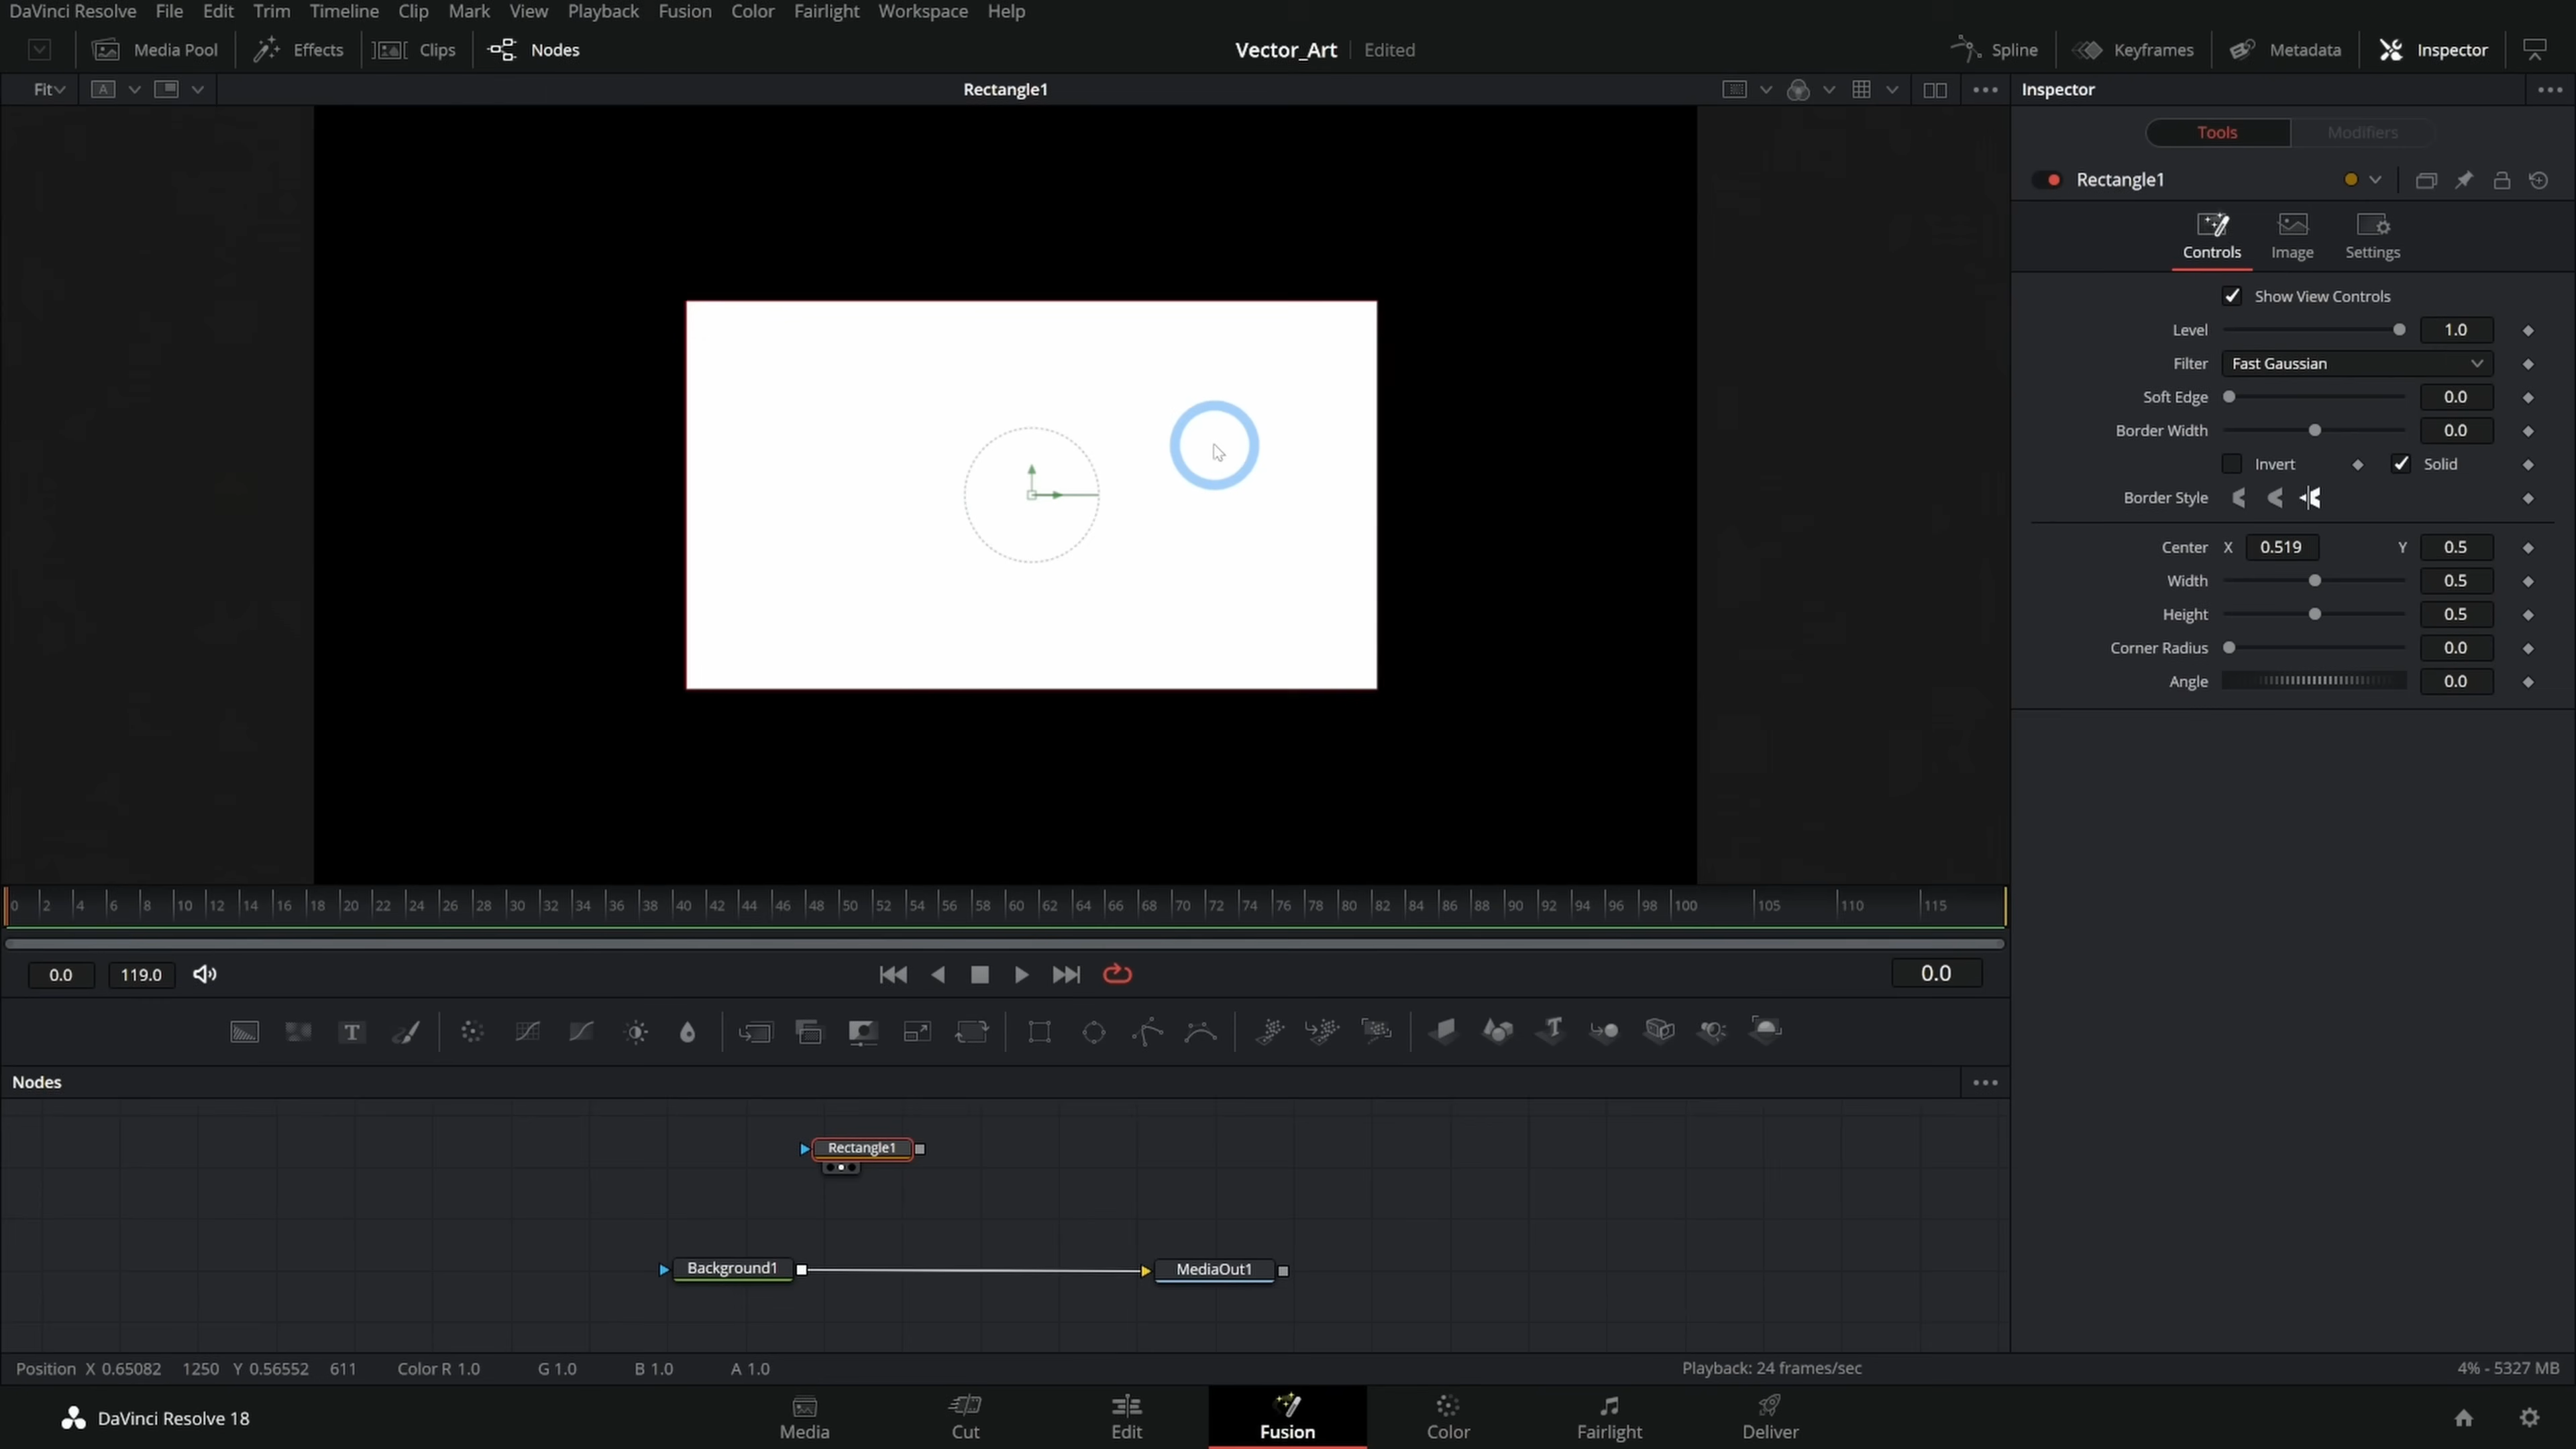 DaVinci Resolve File Edit Trim Timeline Clip Mark View Playback Fusion Color Fairlight Workspace Help
Media Pool Effects Clips Nodes Vector_Art Edited Spline Keyframes Metadata Inspector
Fit A Rectangle1 Inspector
Tools Modifiers
Rectangle1
Controls Image Settings
Show View Controls
Level 1.0
Filter Fast Gaussian
Soft Edge 0.0
Border Width 0.0
Invert Solid
Border Style
Center X 0.519 Y 0.5
Width 0.5
Height 0.5
Corner Radius 0.0
Angle 0.0
0 2 4 6 8 10 12 14 16 18 20 22 24 26 28 30 32 34 36 38 40 42 44 46 48 50 52 54 56 58 60 62 64 66 68 70 72 74 76 78 80 82 84 86 88 90 92 94 96 98 100 105 110 115
0.0 119.0 0.0
T T
Nodes
Rectangle1
Background1 MediaOut1
Position X 0.65082 1250 Y 0.56552 611 Color R 1.0 G 1.0 B 1.0 A 1.0 Playback: 24 frames/sec 4% - 5327 MB
DaVinci Resolve 18 Media Cut Edit Fusion Color Fairlight Deliver